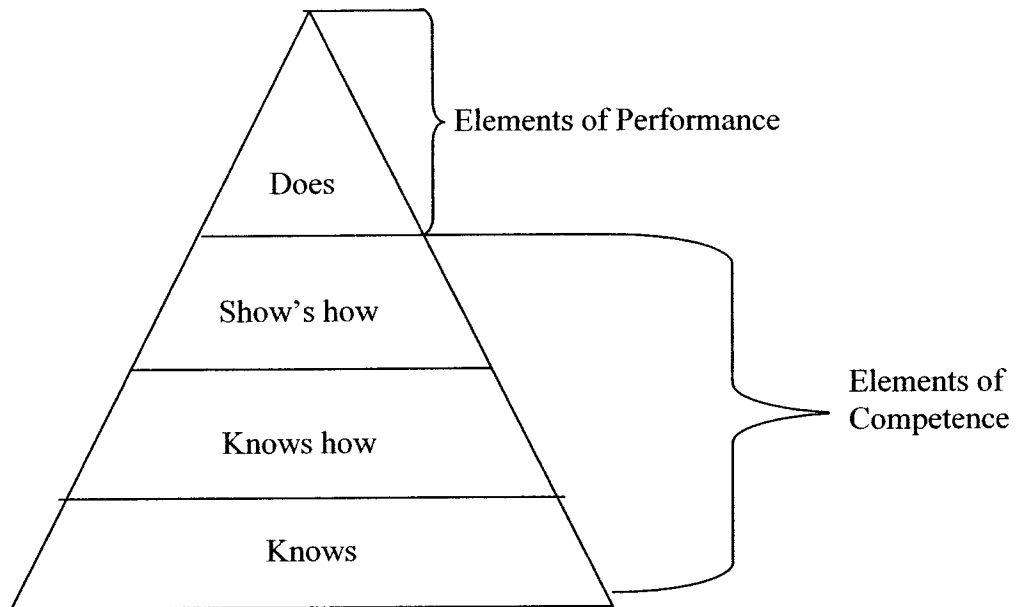 Elements of Performance
Does
Show's how
Elements of
Competence
Knows how
Knows